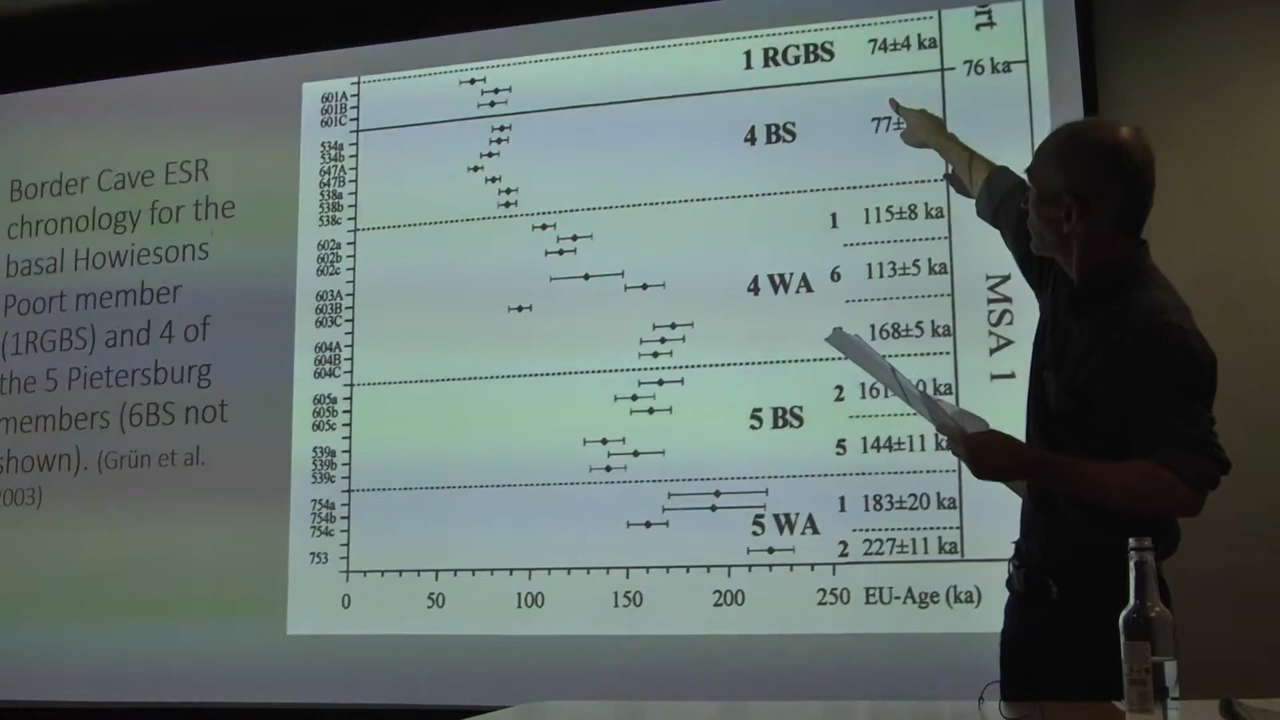 Border Cave ESR
chronology for the
basal Howiesons
Poort member
(1RGBS) and 4 of
the 5 Pietersburg
members (6BS not
shown). (Grün et al.
2003)
1 RGBS 74±4 ka
76 ka
601A
601B
601C
4 BS 77±
534a
534b
647A
647B
538a
538b
538c
1 115±8 ka
602a
602b
602c
4 WA 6 113±5 ka
603A
603B
603C
168±5 ka
604A
604B
604C
MSA 1
2 161 0 ka
605a
605b
605c
5 BS
5 144±11 k
539a
539b
539c
1 183±20 ka
754a
754b
754c
5 WA
753
2 227±11 ka
0 50 100 150 200 250 EU-Age (ka)